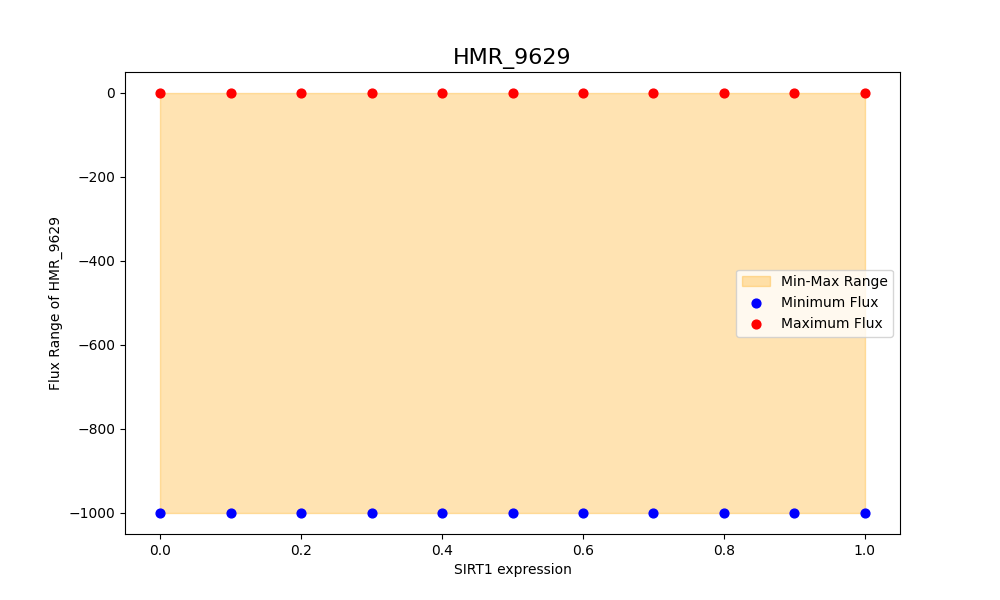 HMR_9629
Flux Range of HMR_9629
0
−200
−400
−600
−800
−1000
Min-Max Range
Minimum Flux
Maximum Flux
0.0
0.2
0.4
0.6
0.8
1.0
SIRT1 expression